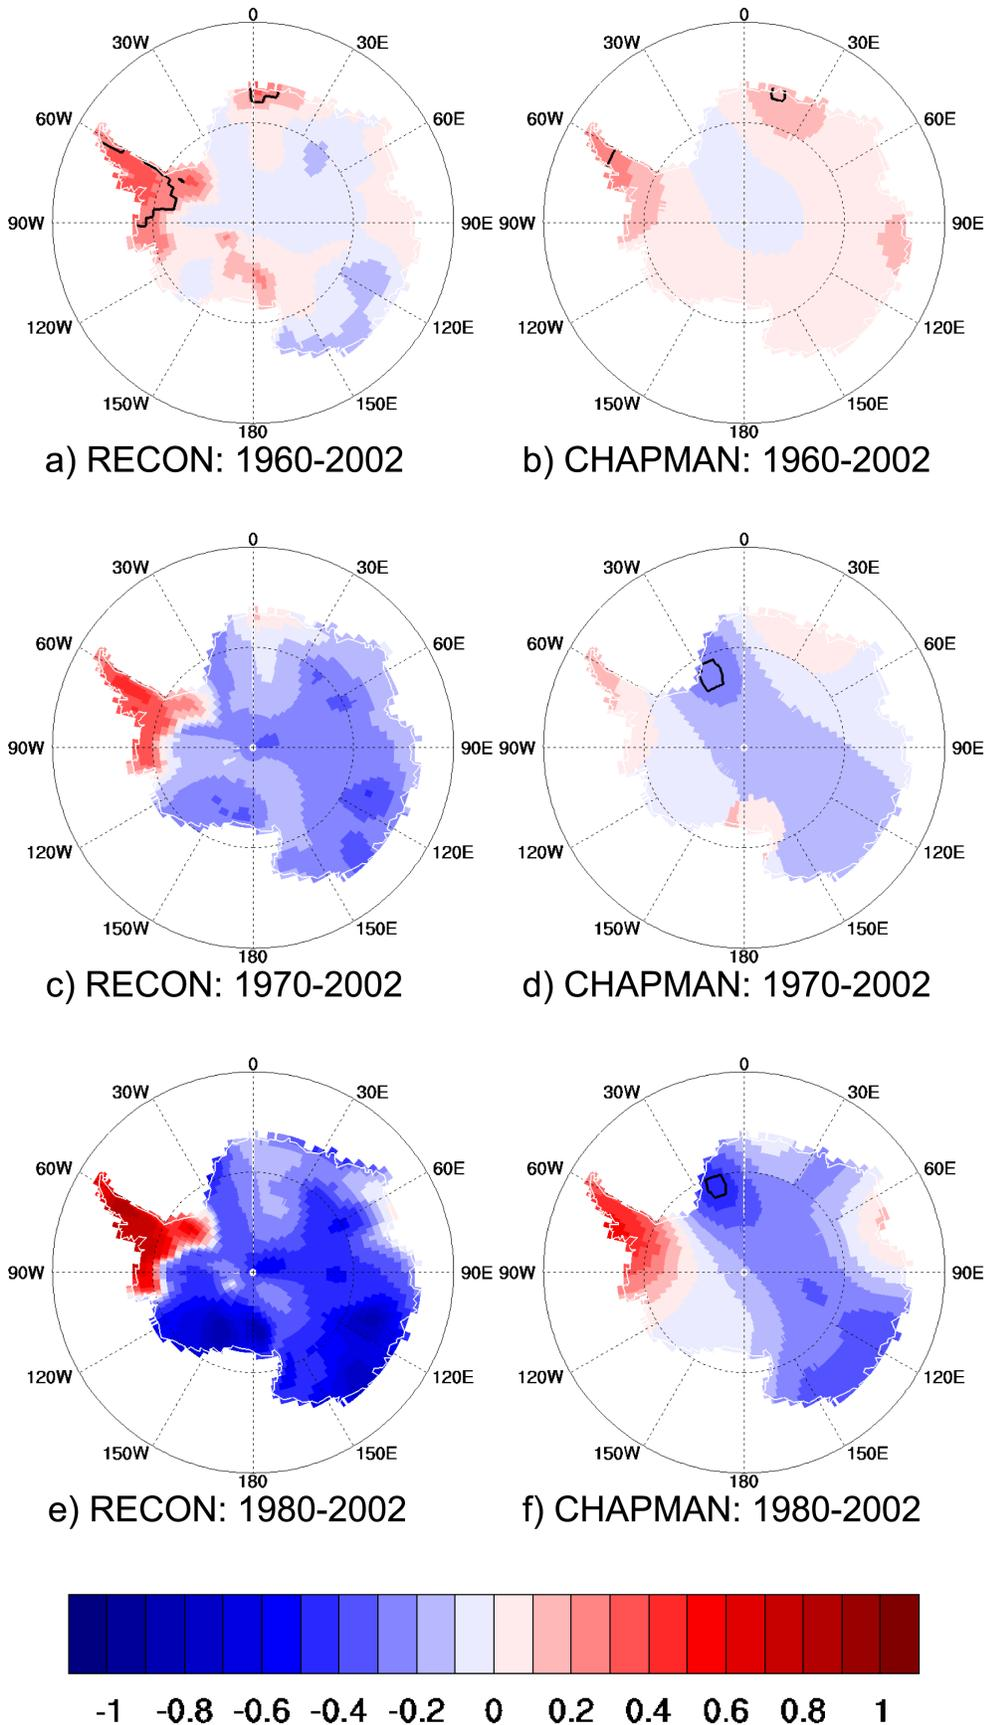 0 0
30W 30E 30W 30E
60W 60E 60W 60E
90W 90E 90W 90E
120W 120E 120W 120E
150W 150E 150W 150E
180 180
a) RECON: 1960-2002 b) CHAPMAN: 1960-2002
0 0
30W 30E 30W 30E
60W 60E 60W 60E
90W 90E 90W 90E
120W 120E 120W 120E
150W 150E 150W 150E
180 180
c) RECON: 1970-2002 d) CHAPMAN: 1970-2002
0 0
30W 30E 30W 30E
60W 60E 60W 60E
90W 90E 90W 90E
120W 120E 120W 120E
150W 150E 150W 150E
180 180
e) RECON: 1980-2002 f) CHAPMAN: 1980-2002
-1 -0.8 -0.6 -0.4 -0.2 0 0.2 0.4 0.6 0.8 1